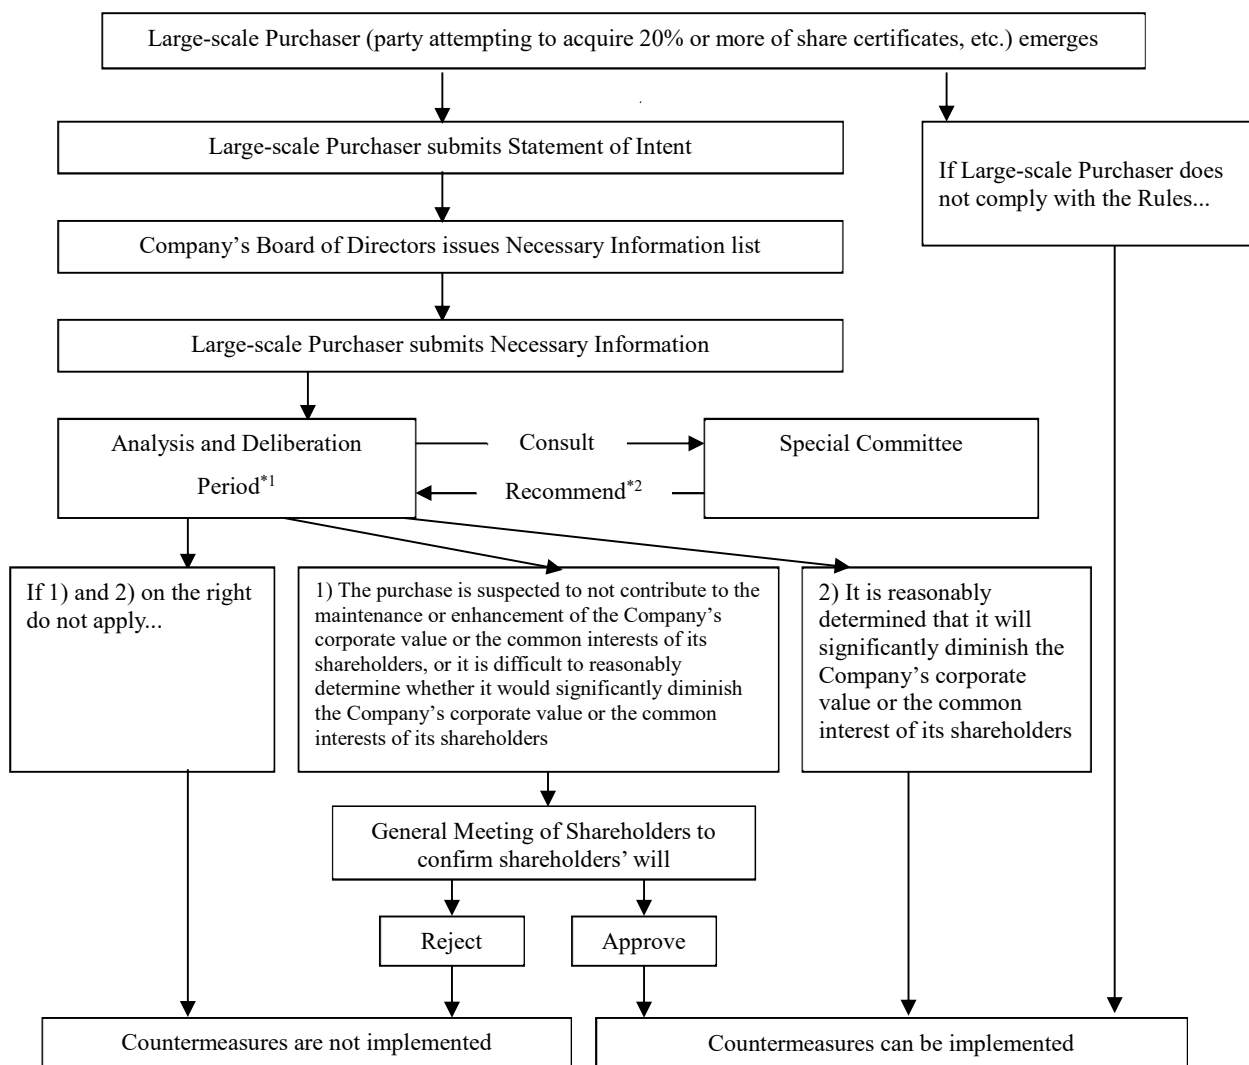 Large-scale Purchaser (party attempting to acquire 20% or more of share certificates, etc.) emerges
Large-scale Purchaser submits Statement of Intent
If Large-scale Purchaser does
not comply with the Rules...
Company’s Board of Directors issues Necessary Information list
Large-scale Purchaser submits Necessary Information
Analysis and Deliberation
Period*1
Consult
Recommend*2
Special Committee
If 1) and 2) on the right
do not apply...
1) The purchase is suspected to not contribute to the
maintenance or enhancement of the Company’s
corporate value or the common interests of its
shareholders, or it is difficult to reasonably
determine whether it would significantly diminish
the Company’s corporate value or the common
interests of its shareholders
2) It is reasonably
determined that it will
significantly diminish the
Company’s corporate
value or the common
interest of its shareholders
General Meeting of Shareholders to
confirm shareholders’ will
Reject
Approve
Countermeasures are not implemented
Countermeasures can be implemented